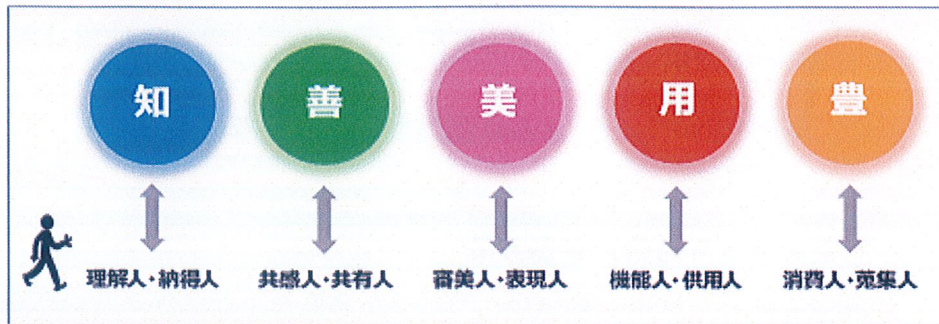 知 善 美 用 豊
理解人・納得人 共感人・共有人 審美人・表現人 機能人・供用人 消費人・蒐集人